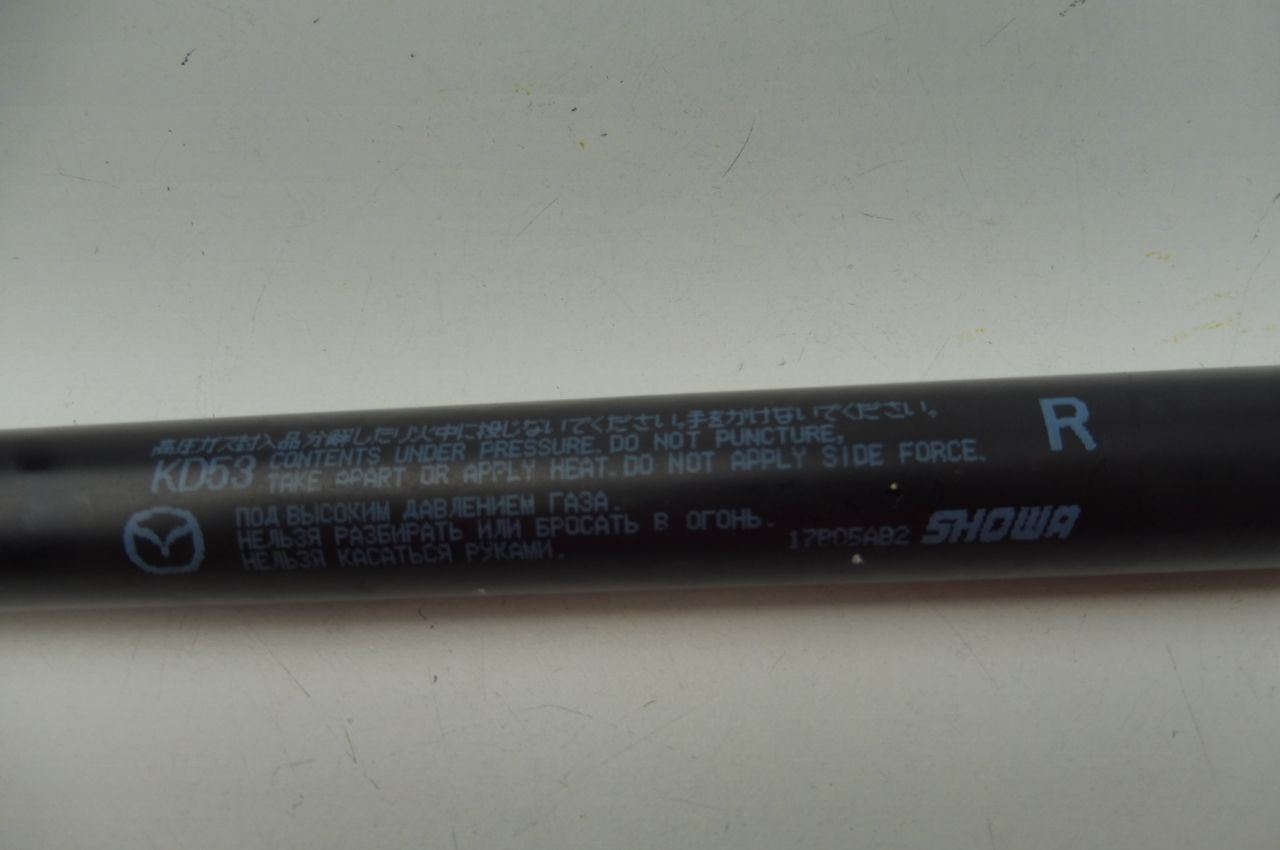 高圧ガス封入品分解したり火中に投じないでください。手をかけないでください。
R
KD53
CONTENTS UNDER PRESSURE.DO NOT PUNCTURE,
TAKE APART OR APPLY HEAT.DO NOT APPLY SIDE FORCE.
ПОД ВЫСОКИМ ДАВЛЕНИЕМ ГАЗА.
НЕЛЬЗЯ РАЗБИРАТЬ ИЛИ БРОСАТЬ В ОГОНЬ.
НЕЛЬЗЯ КАСАТЬСЯ РУКАМИ.
17B05AB2 SHOWA